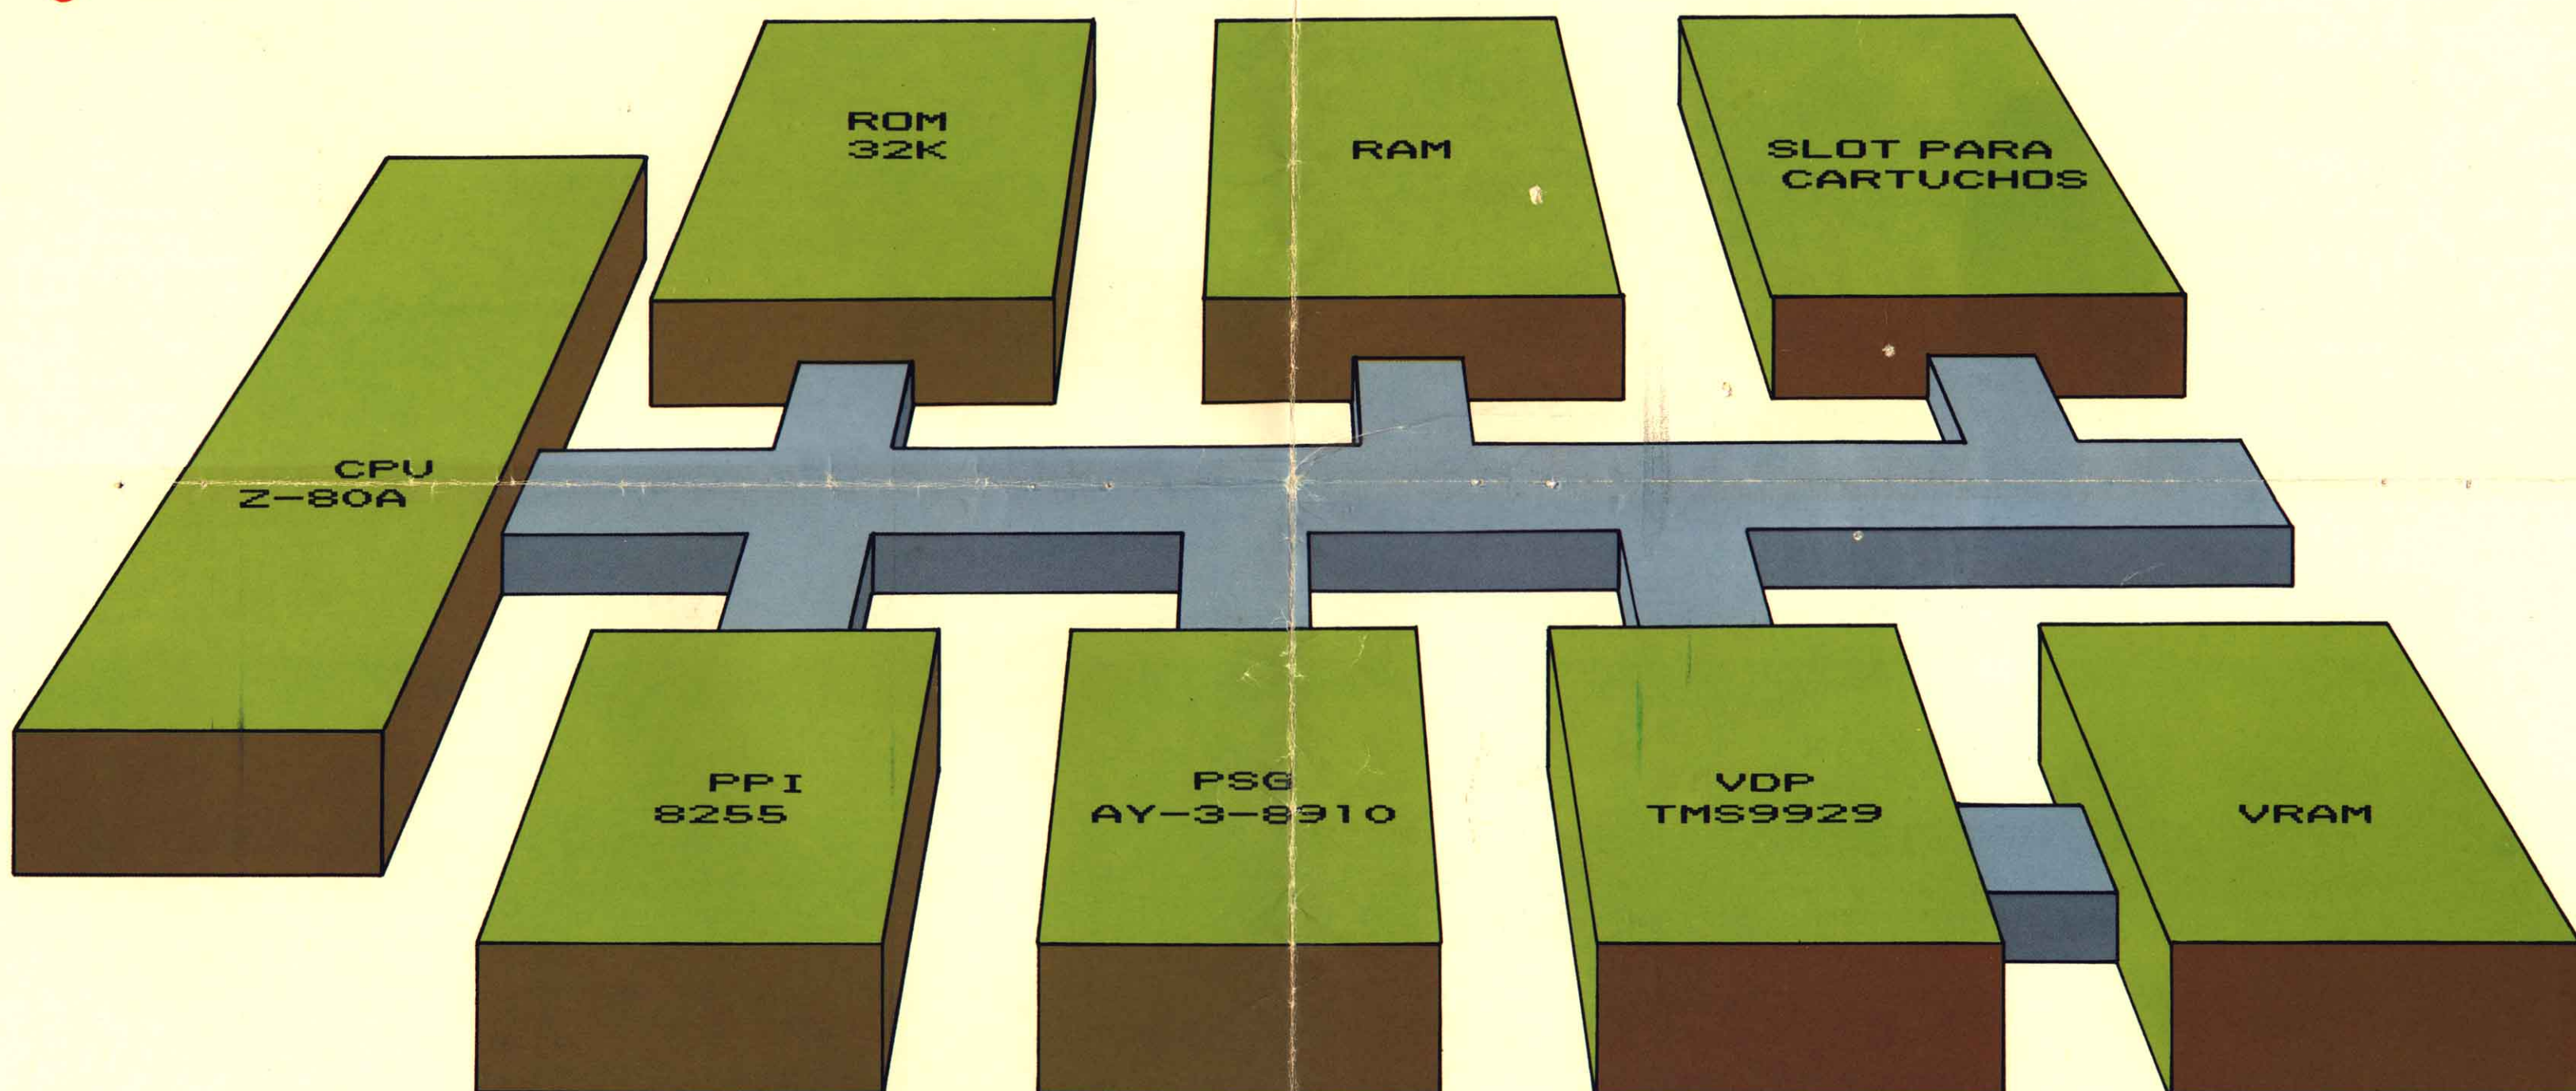 ROM
32K
RAM
SLOT PARA
CARTUCHOS
CPU
Z-80A
PPI
8255
PSG
AY-3-8910
VDP
TMS9929
VRAM